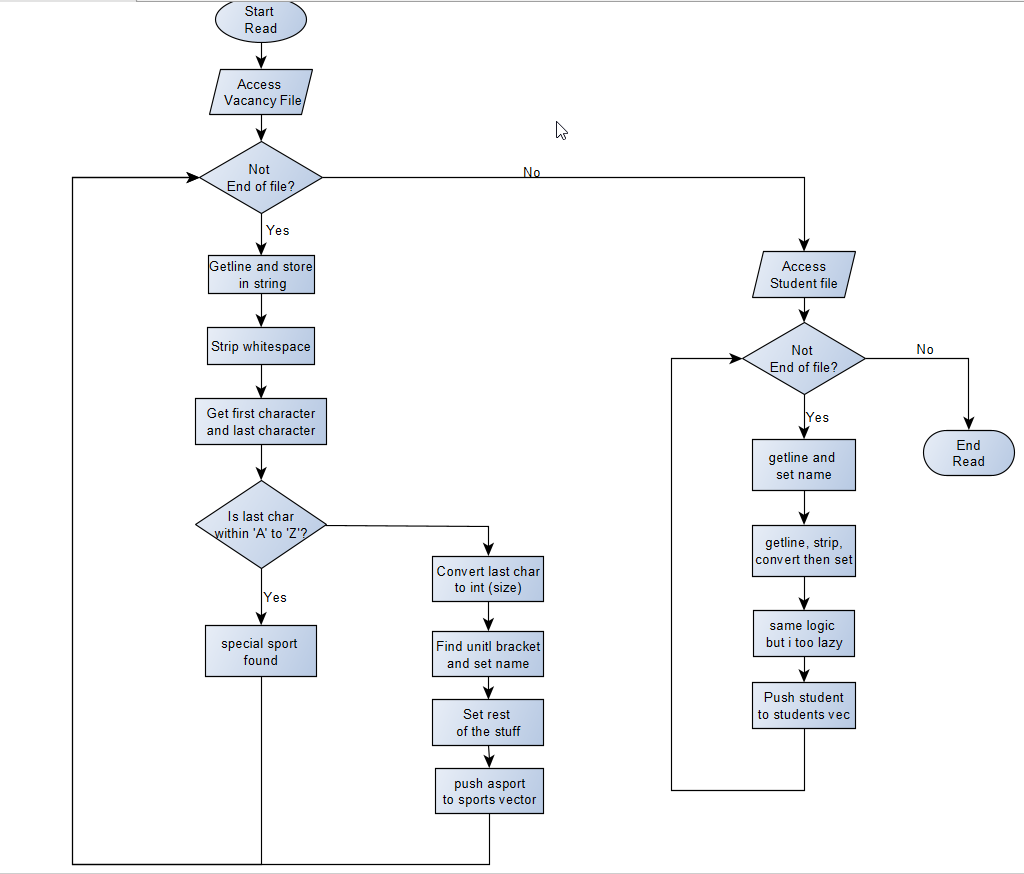 Start
Read
Access
Vacancy File
Not
End of file?
No
Yes
Getline and store
in string
Strip whitespace
Get first character
and last character
Is last char
within 'A' to 'Z'?
Yes
special sport
found
Convert last char
to int (size)
Find unitl bracket
and set name
Set rest
of the stuff
push asport
to sports vector
Access
Student file
Not
End of file?
No
Yes
End
Read
getline and
set name
getline, strip,
convert then set
same logic
but i too lazy
Push student
to students vec